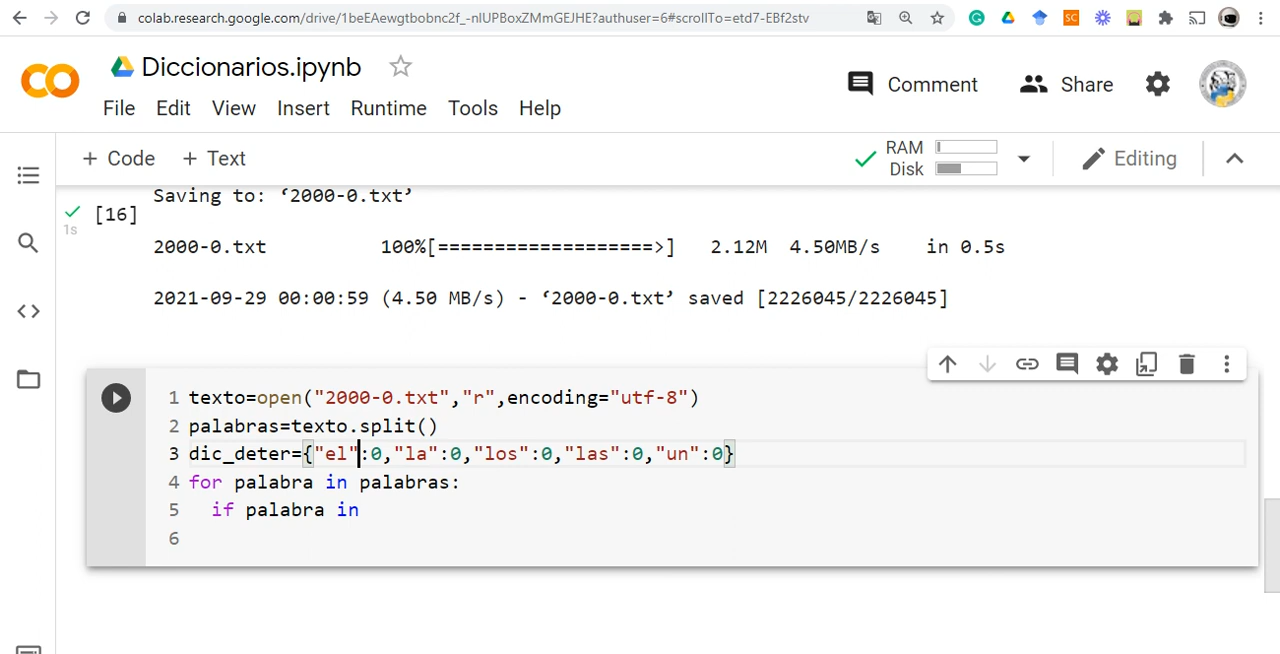 colab.research.google.com/drive/1beEAewgtbobnc2f_-nIUPBoxZMmGEJHE?authuser=6#scrollTo=etd7-EBf2stv
SC
Diccionarios.ipynb
Comment
Share
File Edit View Insert Runtime Tools Help
+ Code + Text
RAM
Disk
Editing
Saving to: ‘2000-0.txt’
[16]
1s
2000-0.txt 100%[===================>] 2.12M 4.50MB/s in 0.5s
2021-09-29 00:00:59 (4.50 MB/s) - ‘2000-0.txt’ saved [2226045/2226045]
1 texto=open("2000-0.txt","r",encoding="utf-8")
2 palabras=texto.split()
3 dic_deter={"el":0,"la":0,"los":0,"las":0,"un":0}
4 for palabra in palabras:
5 if palabra in
6